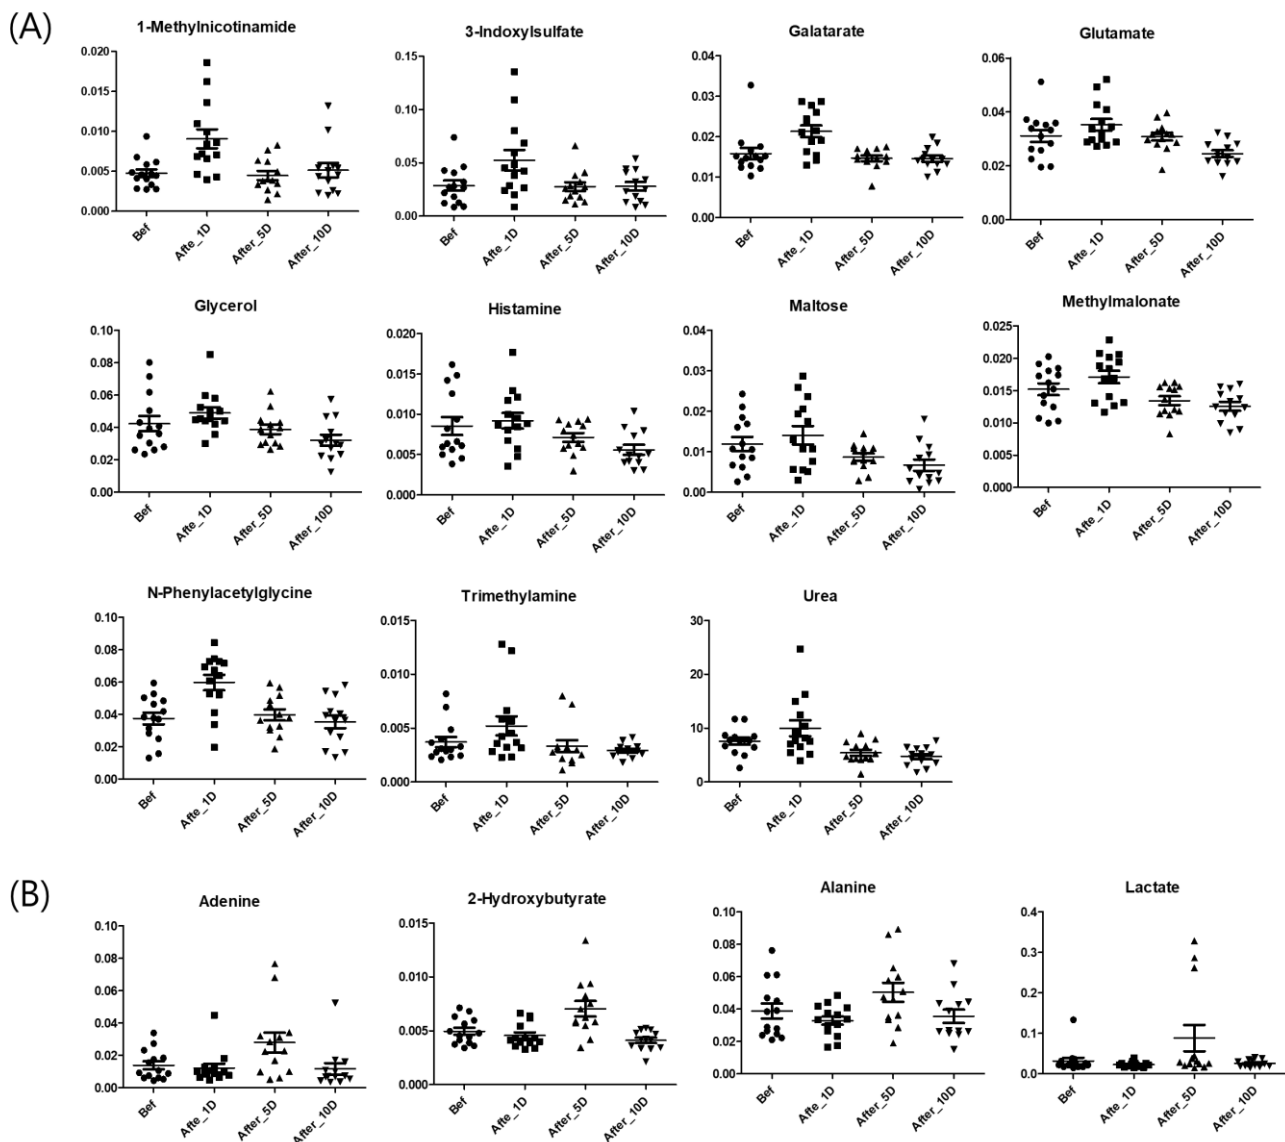 (A)
1-Methylnicotinamide
0.020
0.015
0.010
0.005
0.000
Bef
Afte_1D
After_5D
After_10D
3-Indoxylsulfate
0.15
0.10
0.05
0.00
Bef
Afte_1D
After_5D
After_10D
Galatarate
0.04
0.03
0.02
0.01
0.00
Bef
Afte_1D
After_5D
After_10D
Glutamate
0.06
0.04
0.02
0.00
Bef
Afte_1D
After_5D
After_10D
Glycerol
0.10
0.08
0.06
0.04
0.02
0.00
Bef
Afte_1D
After_5D
After_10D
Histamine
0.020
0.015
0.010
0.005
0.000
Bef
Afte_1D
After_5D
After_10D
Maltose
0.04
0.03
0.02
0.01
0.00
Bef
Afte_1D
After_5D
After_10D
Methylmalonate
0.025
0.020
0.015
0.010
0.005
0.000
Bef
Afte_1D
After_5D
After_10D
N-Phenylacetylglycine
0.10
0.08
0.06
0.04
0.02
0.00
Bef
Afte_1D
After_5D
After_10D
Trimethylamine
0.015
0.010
0.005
0.000
Bef
Afte_1D
After_5D
After_10D
Urea
30
20
10
0
Bef
Afte_1D
After_5D
After_10D
(B)
Adenine
0.10
0.08
0.06
0.04
0.02
0.00
Bef
Afte_1D
After_5D
After_10D
2-Hydroxybutyrate
0.015
0.010
0.005
0.000
Bef
Afte_1D
After_5D
After_10D
Alanine
0.10
0.08
0.06
0.04
0.02
0.00
Bef
Afte_1D
After_5D
After_10D
Lactate
0.4
0.3
0.2
0.1
0.0
Bef
Afte_1D
After_5D
After_10D